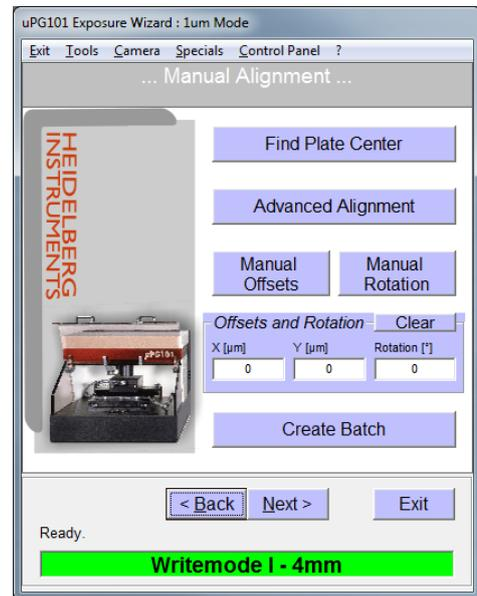 uPG101 Exposure Wizard : 1um Mode
Exit Tools Camera Specials Control Panel ?
... Manual Alignment ...
HEIDELBERG
INSTRUMENTS
µPG101
Find Plate Center
Advanced Alignment
Manual
Offsets
Manual
Rotation
Offsets and Rotation Clear
X [µm] Y [µm] Rotation [°]
0 0 0
Create Batch
< Back Next > Exit
Ready.
Writemode I - 4mm